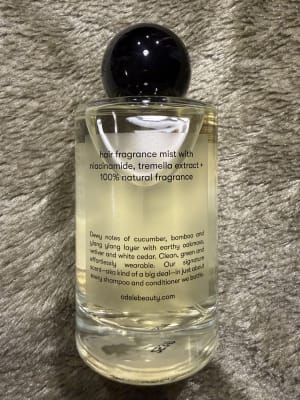 hair fragrance mist with
niacinamide, tremella extract +
100% natural fragrance
Dewy notes of cucumber, bamboo and
ylang ylang layer with earthy oakmoss,
vetiver and white cedar. Clean, green and
effortlessly wearable. Our signature
scent—aka kind of a big deal—in just about
every shampoo and conditioner we bottle.
odelebeauty.com